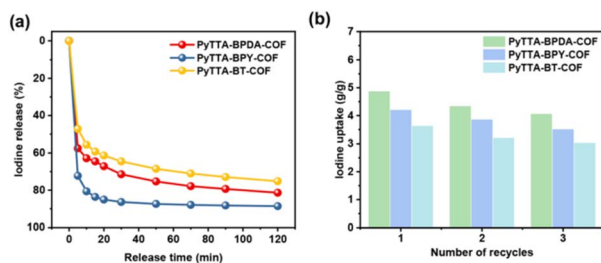 (a)
PyTTA-BPDA-COF
PyTTA-BPY-COF
PyTTA-BT-COF
Iodine release (%)
0
20
40
60
80
100
0 20 40 60 80 100 120
Release time (min)
(b)
PyTTA-BPDA-COF
PyTTA-BPY-COF
PyTTA-BT-COF
Iodine uptake (g/g)
7
6
5
4
3
2
1
0
1 2 3
Number of recycles